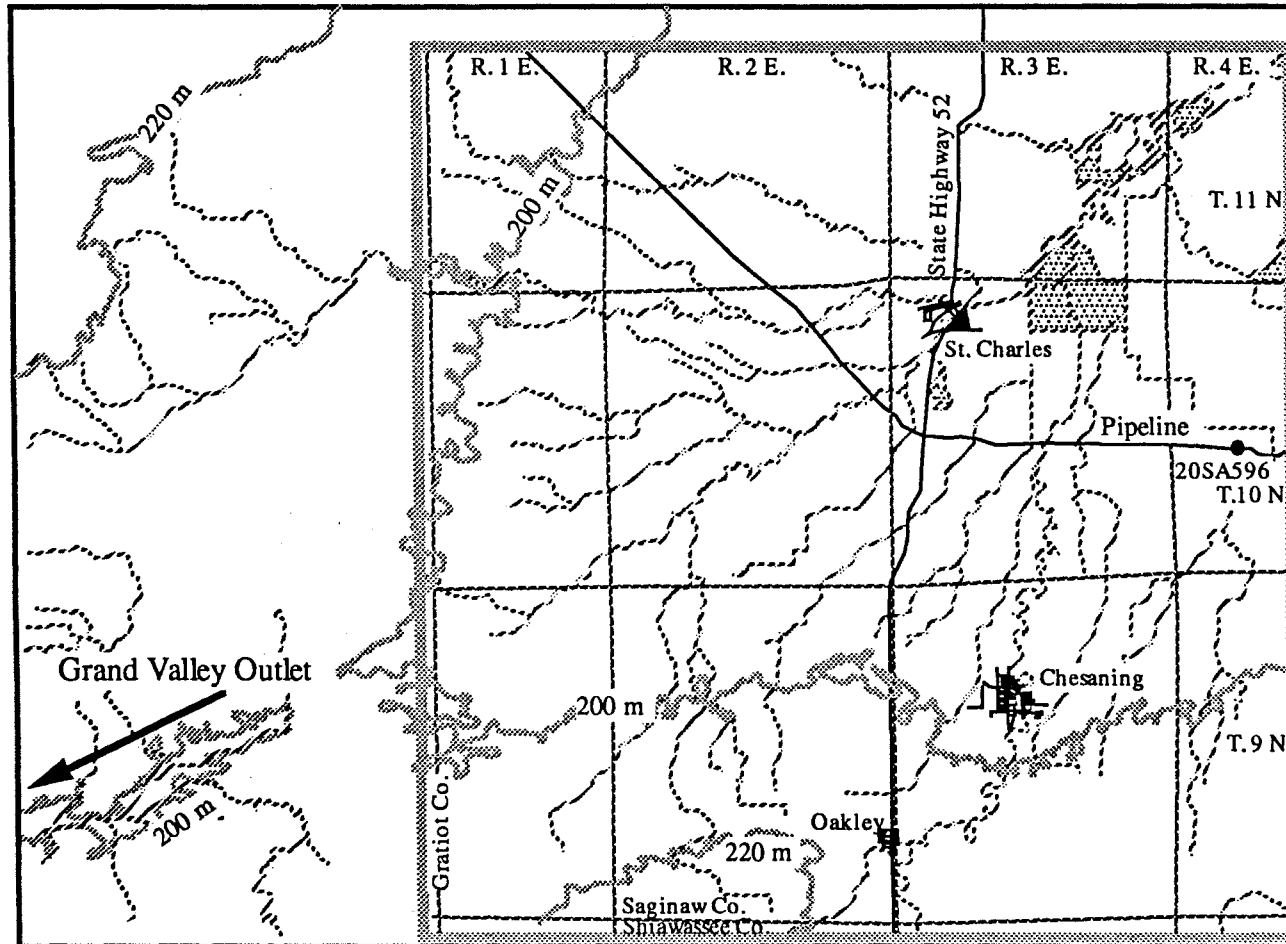 R. 1 E.
R. 2 E.
R. 3 E.
R. 4 E.
220 m
State Highway 52
200 m
T. 11 N
St. Charles
Pipeline
20SA596
T.10 N
Grand Valley Outlet
Chesaning
200 m
T. 9 N
200 m
Oakley
220 m
Gratiot Co.
Saginaw Co.
Shiawassee Co.